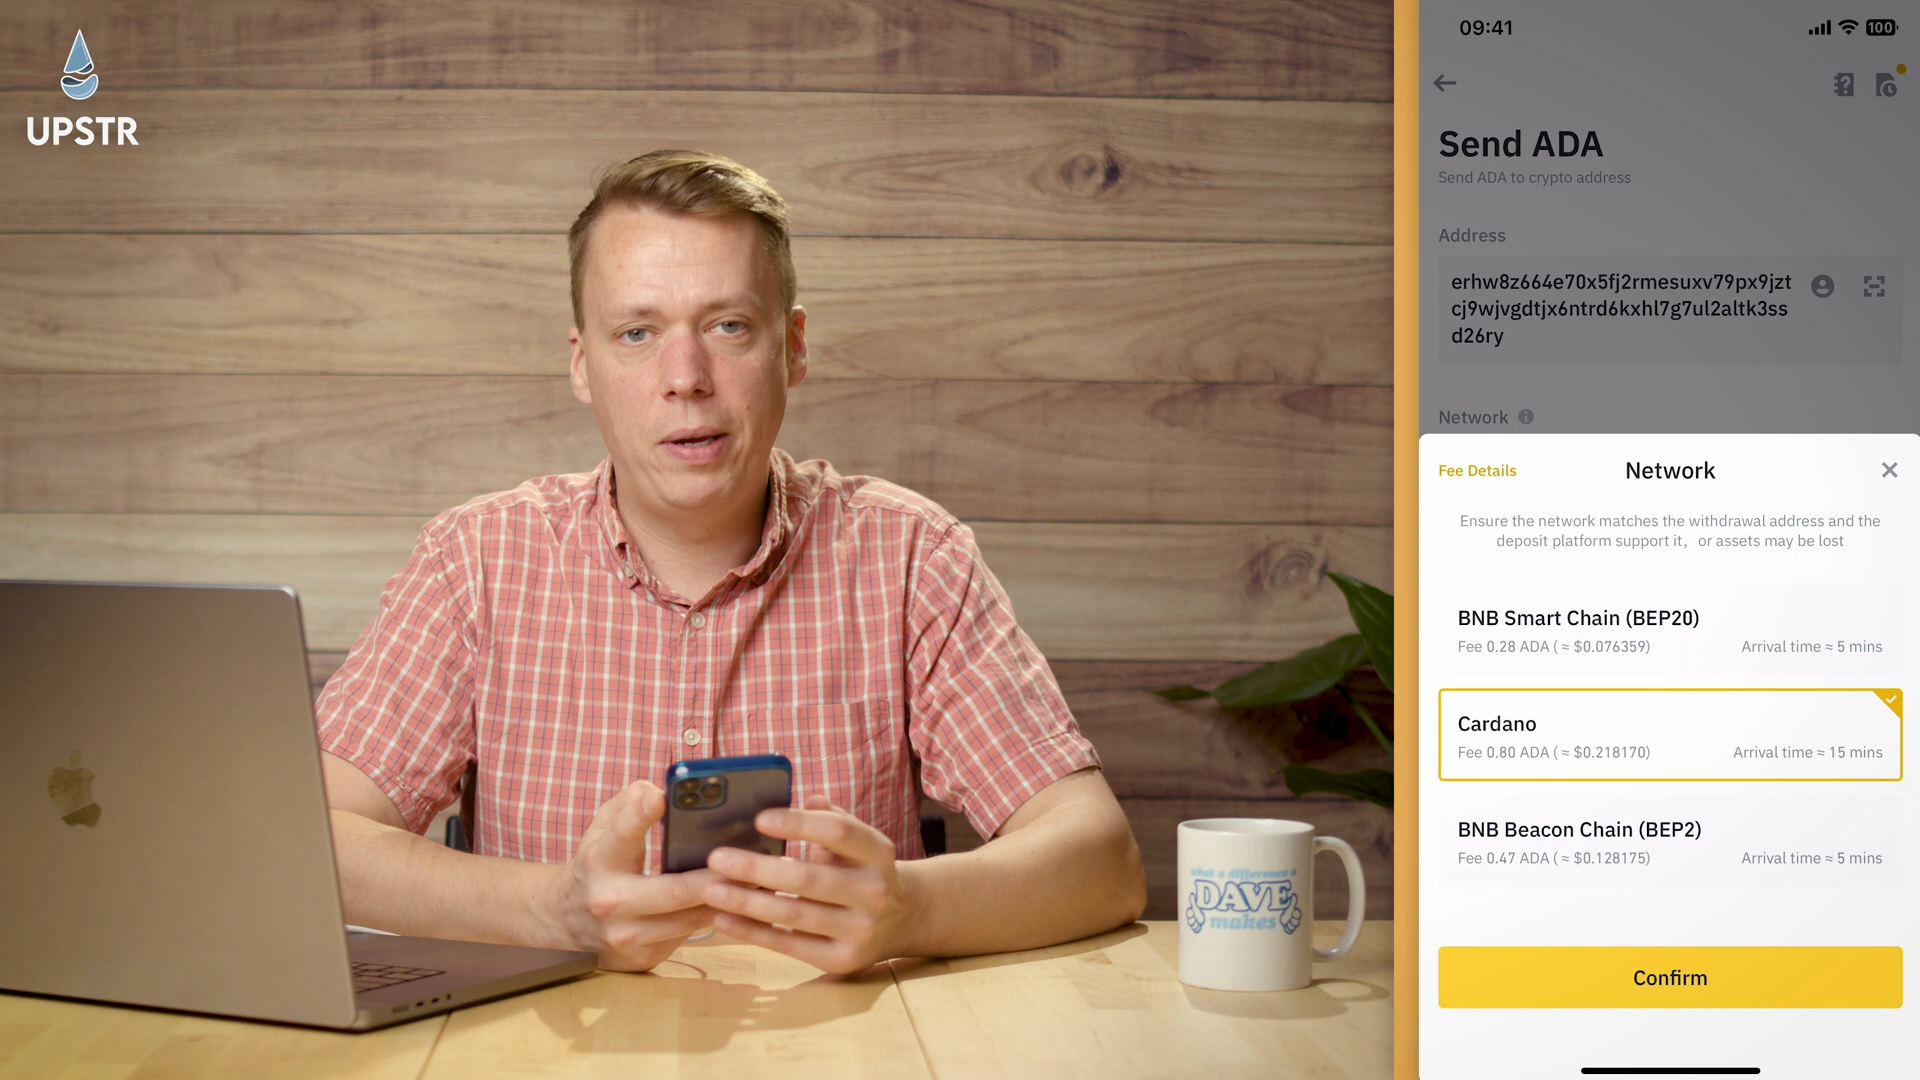 UPSTR
what a difference a
DAVE
makes
09:41
100
Send ADA
Send ADA to crypto address
Address
erhw8z664e70x5fj2rmesuxv79px9jzt
cj9wjvgdtjx6ntrd6kxhl7g7ul2altk3ss
d26ry
Network
Fee Details
Network
Ensure the network matches the withdrawal address and the
deposit platform support it, or assets may be lost
BNB Smart Chain (BEP20)
Fee 0.28 ADA ( ≈ $0.076359)
Arrival time ≈ 5 mins
Cardano
Fee 0.80 ADA ( ≈ $0.218170)
Arrival time ≈ 15 mins
BNB Beacon Chain (BEP2)
Fee 0.47 ADA ( ≈ $0.128175)
Arrival time ≈ 5 mins
Confirm